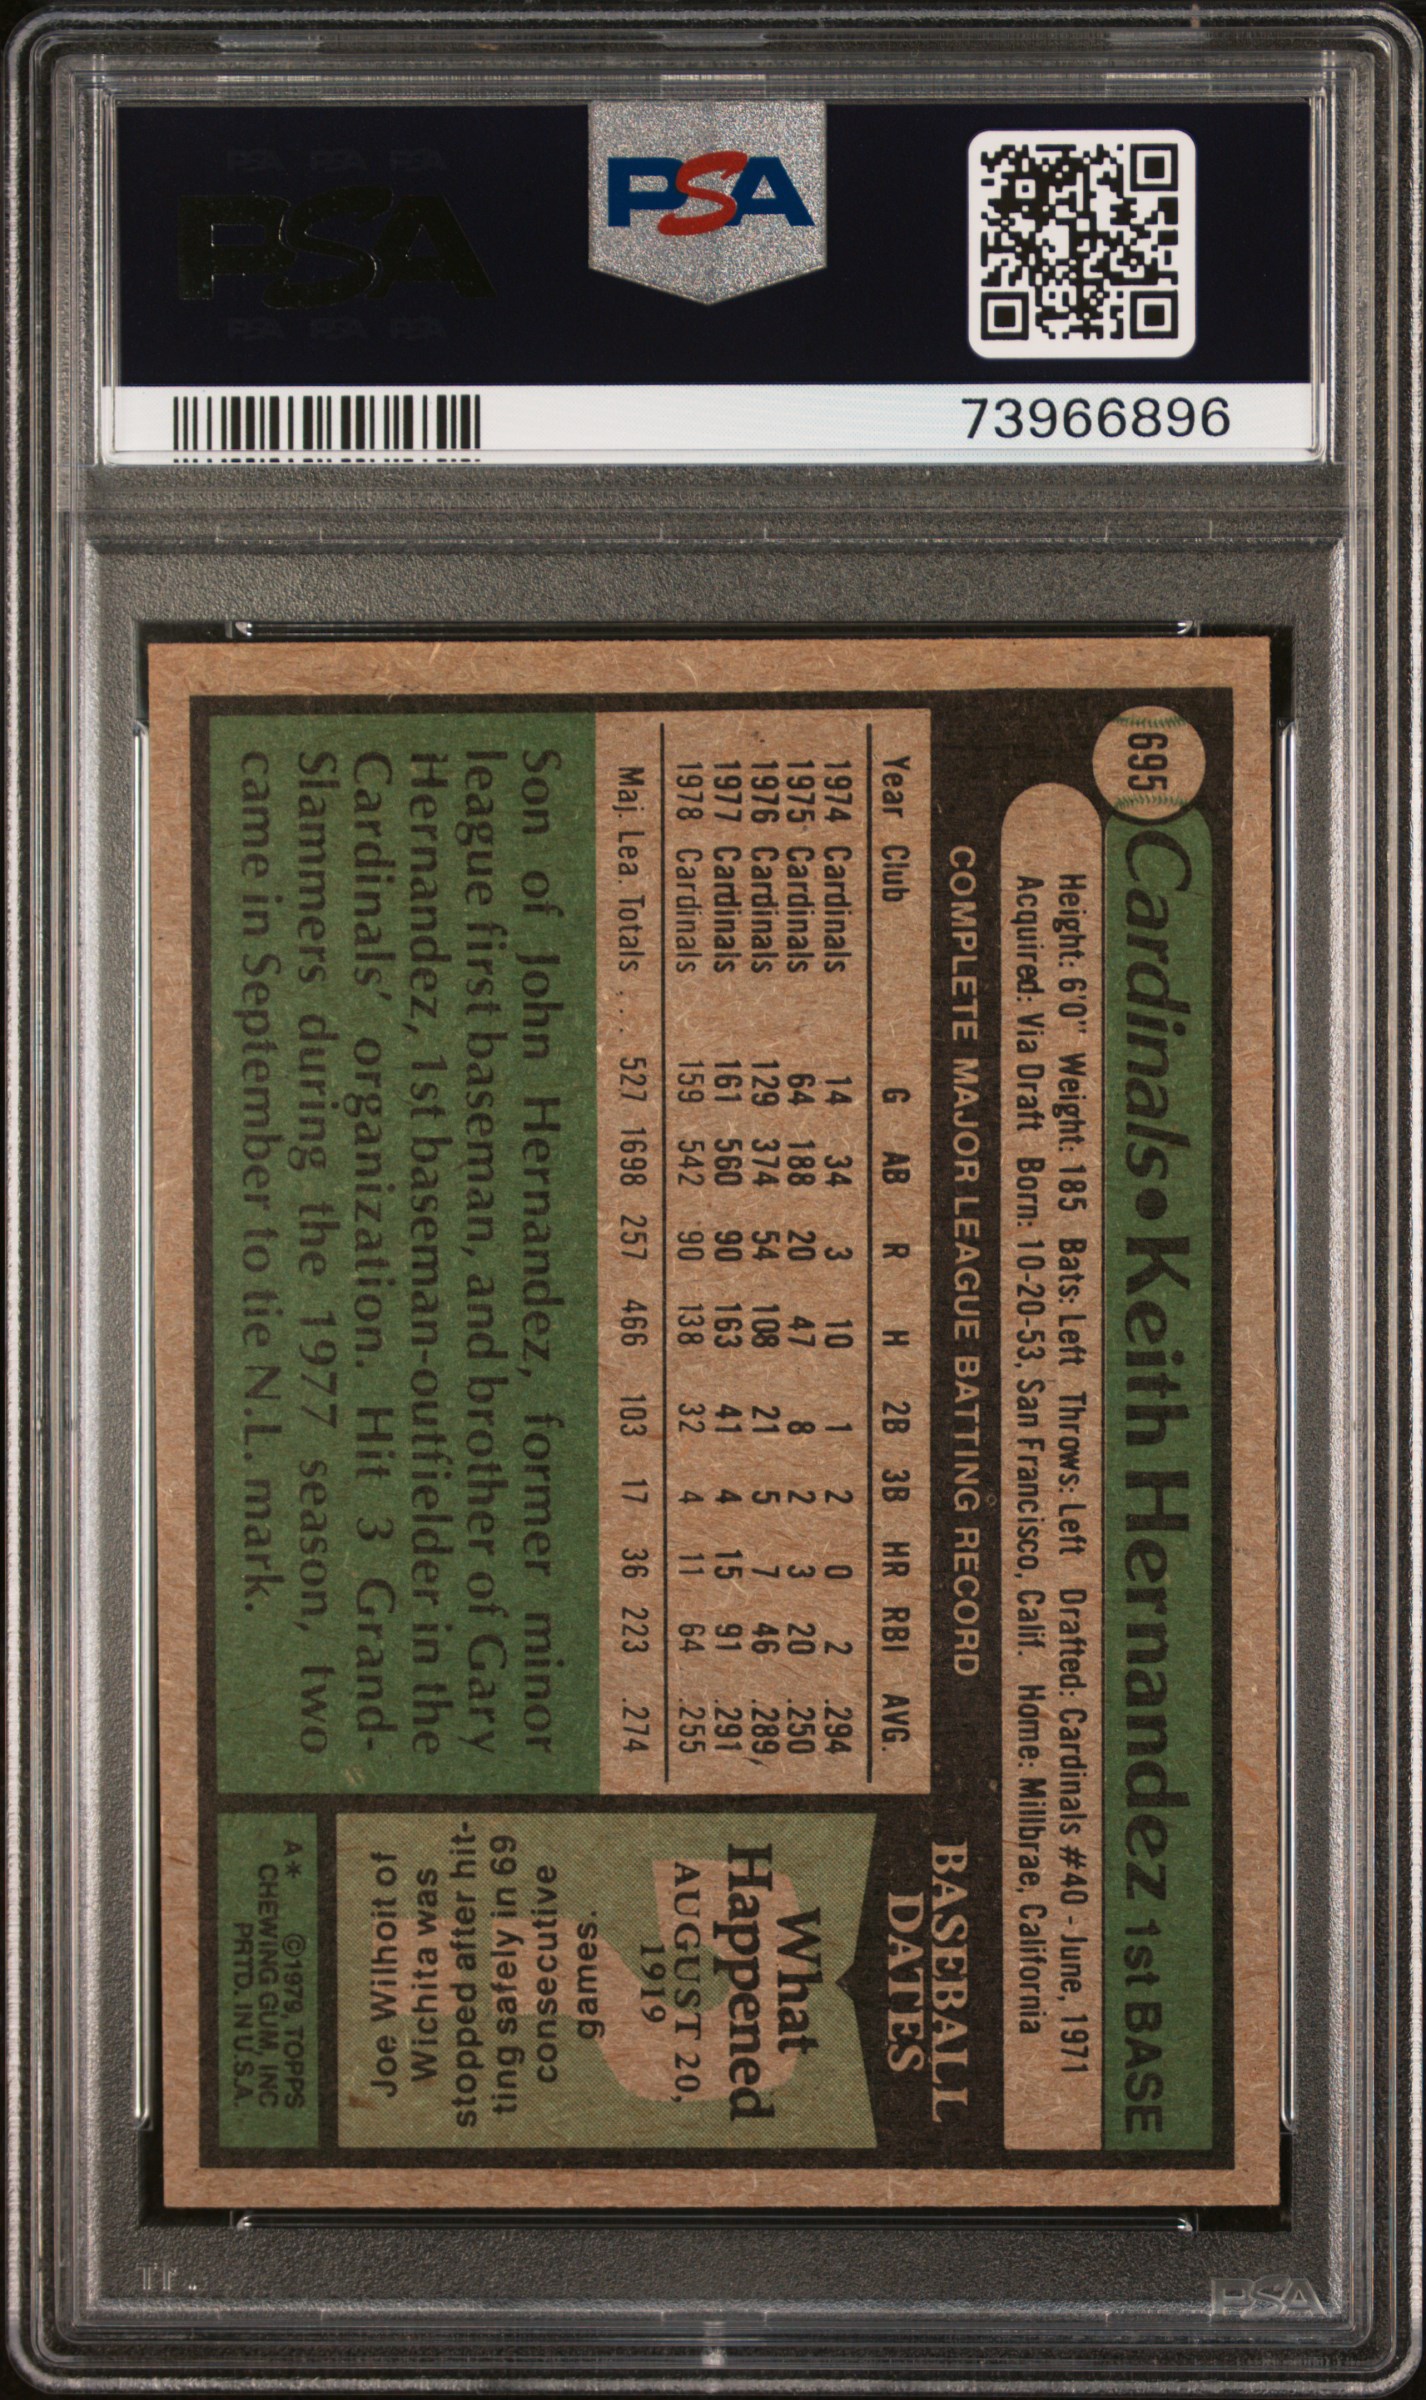 PSA PSA PSA
PSA
PSA PSA PSA
PSA
73966896
695
Cardinals • Keith Hernandez 1st BASE
Height: 6'0" Weight: 185 Bats: Left Throws: Left Drafted: Cardinals #40 - June, 1971
Acquired: Via Draft Born: 10-20-53, San Francisco, Calif. Home: Millbrae, California
COMPLETE MAJOR LEAGUE BATTING RECORD
Year Club G AB R H 2B 3B HR RBI AVG.
1974 Cardinals 14 34 3 10 1 2 0 2 .294
1975 Cardinals 64 188 20 47 8 2 3 20 .250
1976 Cardinals 129 374 54 108 21 5 7 46 .289
1977 Cardinals 161 560 90 163 41 4 15 91 .291
1978 Cardinals 159 542 90 138 32 4 11 64 .255
Maj. Lea. Totals . . . 527 1698 257 466 103 17 36 223 .274
Son of John Hernandez, former minor
league first baseman, and brother of Gary
Hernandez, 1st baseman-outfielder in the
Cardinals' organization. Hit 3 Grand-
Slammers during the 1977 season, two
came in September to tie N.L. mark.
BASEBALL
DATES
What
Happened
AUGUST 20,
1919
Joe Wilhoit of
Wichita was
stopped after hit-
ting safely in 69
consecutive
games.
A* ©1979, TOPPS
CHEWING GUM, INC
PRTD. IN U.S.A.
PSA